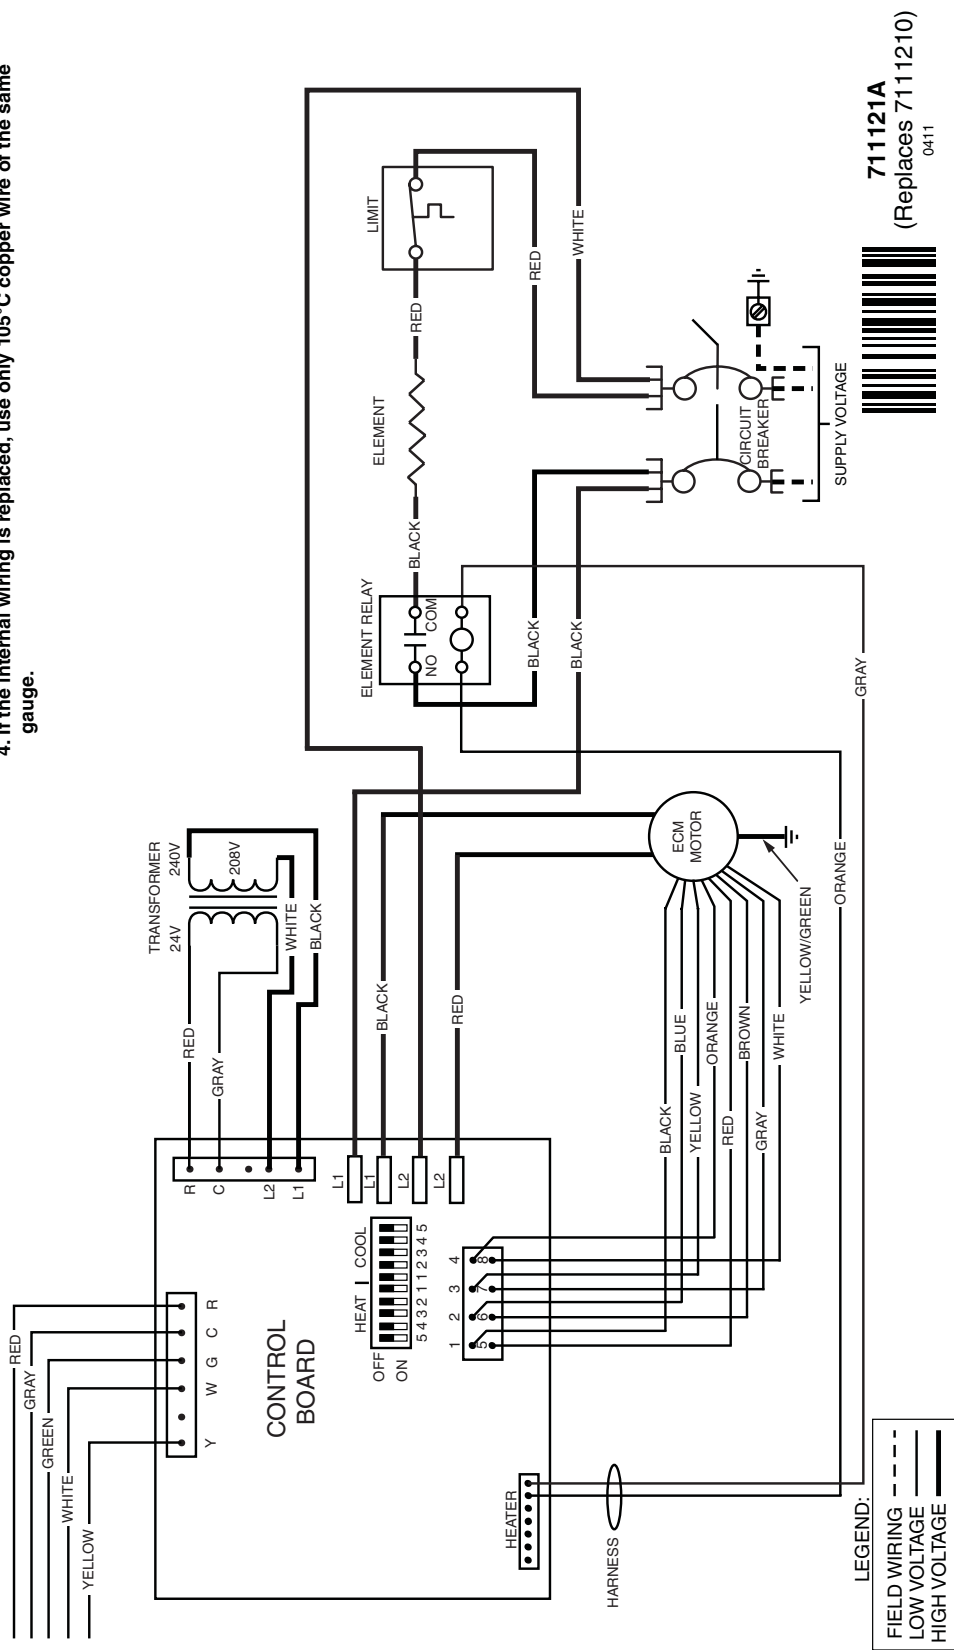 4. If the internal wiring is replaced, use only 105°C copper wire of the same
gauge.
RED
GRAY
GREEN
WHITE
YELLOW
Y
W
G
C
R
CONTROL
BOARD
R
C
L2
L1
RED
GRAY
TRANSFORMER
24V
240V
208V
WHITE
BLACK
HEAT
COOL
OFF
ON
5 4 3 2 1 1 2 3 4 5
L1
L1
L2
L2
BLACK
RED
1
2
3
4
5
6
7
8
HEATER
HARNESS
BLACK
BLUE
YELLOW
ORANGE
RED
BROWN
GRAY
WHITE
ECM
MOTOR
YELLOW/GREEN
ORANGE
GRAY
ELEMENT RELAY
NO
COM
BLACK
ELEMENT
RED
LIMIT
BLACK
BLACK
RED
WHITE
CIRCUIT
BREAKER
SUPPLY VOLTAGE
LEGEND:
FIELD WIRING
LOW VOLTAGE
HIGH VOLTAGE
711121A
(Replaces 7111210)
0411